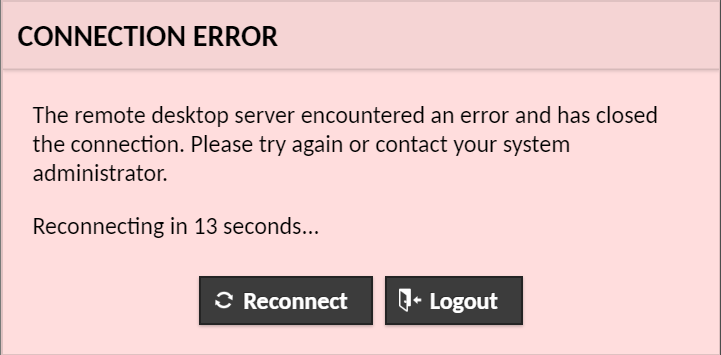 CONNECTION ERROR
The remote desktop server encountered an error and has closed
the connection. Please try again or contact your system
administrator.
Reconnecting in 13 seconds...
Reconnect
Logout